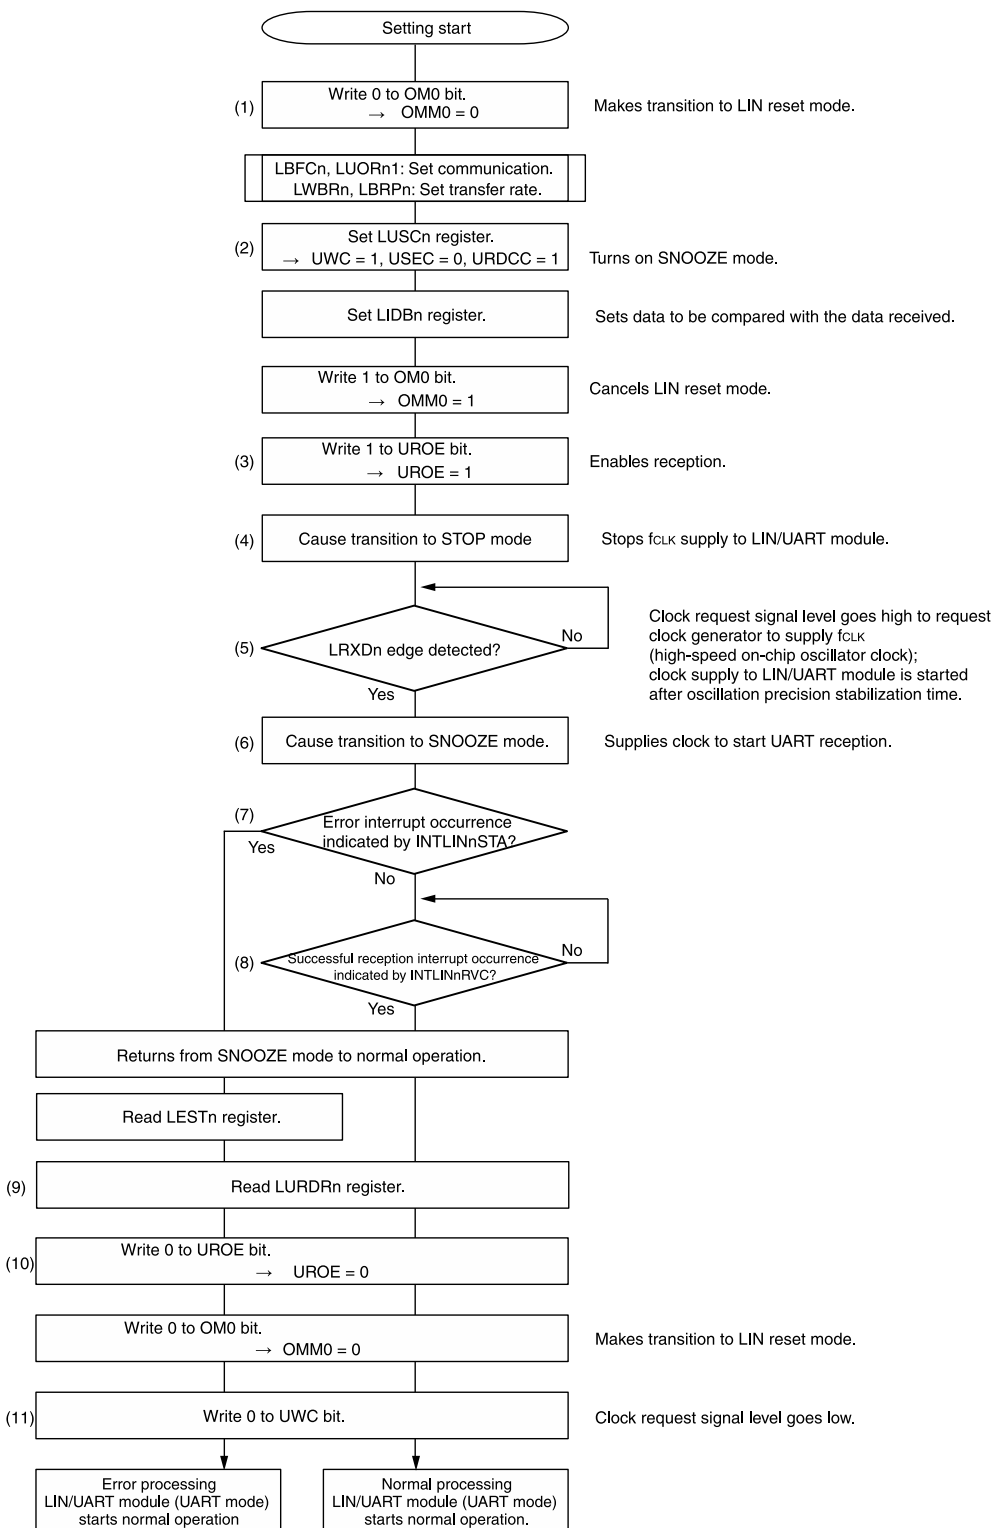 Setting start
Write 0 to OM0 bit.
(1)
→ OMM0 = 0
Makes transition to LIN reset mode.
LBFCn, LUORn1: Set communication.
LWBRn, LBRPn: Set transfer rate.
Set LUSCn register.
(2)
→ UWC = 1, USEC = 0, URDCC = 1
Turns on SNOOZE mode.
Set LIDBn register.
Sets data to be compared with the data received.
Write 1 to OM0 bit.
→ OMM0 = 1
Cancels LIN reset mode.
Write 1 to UROE bit.
(3)
→ UROE = 1
Enables reception.
(4)
Cause transition to STOP mode
Stops fCLK supply to LIN/UART module.
(5)
LRXDn edge detected?
No
Yes
Clock request signal level goes high to request
clock generator to supply fCLK
(high-speed on-chip oscillator clock);
clock supply to LIN/UART module is started
after oscillation precision stabilization time.
(6)
Cause transition to SNOOZE mode.
Supplies clock to start UART reception.
(7)
Error interrupt occurrence
indicated by INTLINnSTA?
Yes
No
(8)
Successful reception interrupt occurrence
indicated by INTLINnRVC?
No
Yes
Returns from SNOOZE mode to normal operation.
Read LESTn register.
(9)
Read LURDRn register.
(10)
Write 0 to UROE bit.
→ UROE = 0
Write 0 to OM0 bit.
→ OMM0 = 0
Makes transition to LIN reset mode.
(11)
Write 0 to UWC bit.
Clock request signal level goes low.
Error processing
LIN/UART module (UART mode)
starts normal operation
Normal processing
LIN/UART module (UART mode)
starts normal operation.